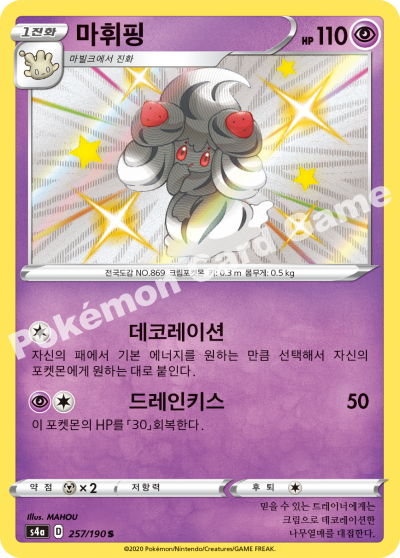 1진화
마휘핑
HP 110
마빌크에서 진화
전국도감 NO.869 크림포켓몬 키: 0.3 m 몸무게: 0.5 kg
Pokémon Card Game
데코레이션
자신의 패에서 기본 에너지를 원하는 만큼 선택해서 자신의
포켓몬에게 원하는 대로 붙인다.
드레인키스 50
이 포켓몬의 HP를 「30」회복한다.
약점 ×2 저항력 후퇴
Illus. MAHOU
s4a D 257/190 S
믿을 수 있는 트레이너에게는
크림으로 데코레이션한
나무열매를 대접한다.
©2020 Pokémon/Nintendo/Creatures/GAME FREAK.